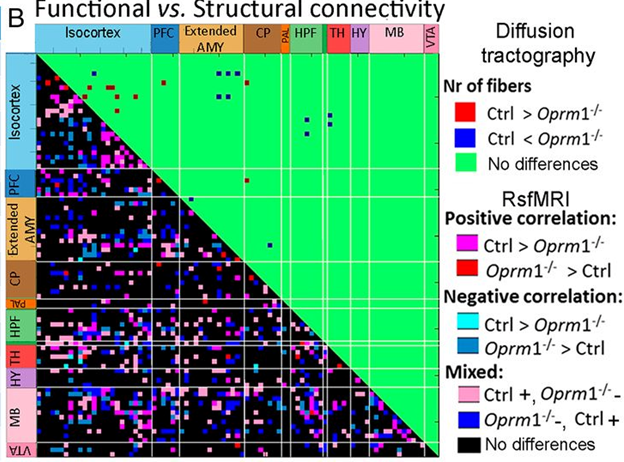 B Functional vs. Structural connectivity
Isocortex PFC Extended AMY CP PAL HPF TH HY MB VTA
Isocortex
PFC
Extended
AMY
CP
PAL
HPF
TH
HY
MB
VTA
Diffusion
tractography
Nr of fibers
Ctrl > Oprm1-/-
Ctrl < Oprm1-/-
No differences
RsfMRI
Positive correlation:
Ctrl > Oprm1-/-
Oprm1-/- > Ctrl
Negative correlation:
Ctrl > Oprm1-/-
Oprm1-/- > Ctrl
Mixed:
Ctrl +, Oprm1-/- -
Oprm1-/--, Ctrl +
No differences